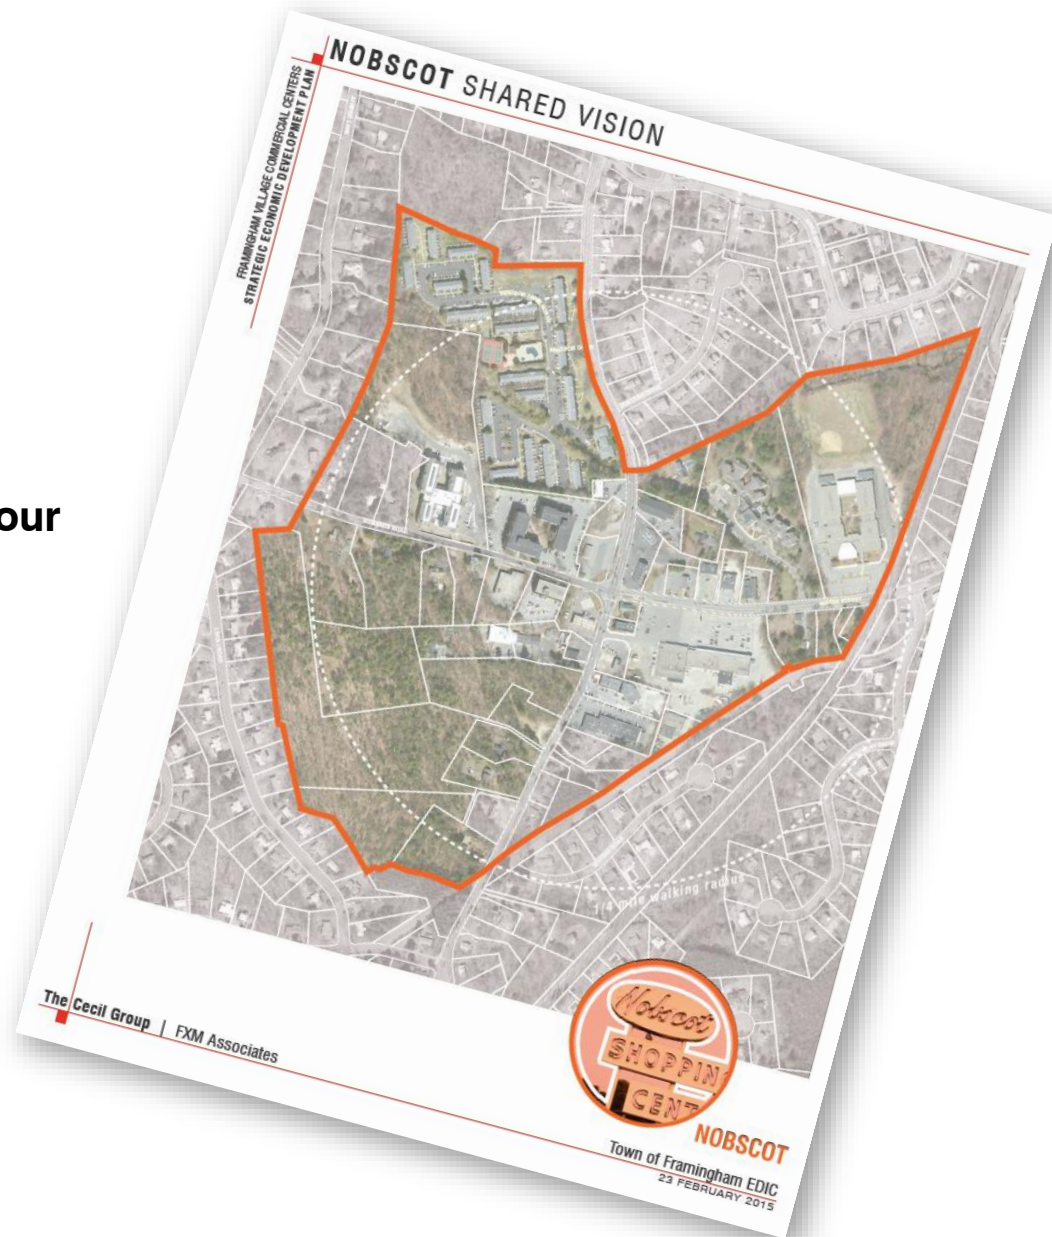 NOBSCOT SHARED VISION
FRAMINGHAM VILLAGE COMMERCIAL CENTERS
STRATEGIC ECONOMIC DEVELOPMENT PLAN
our
1/4 mile walking radius
Nobscot
SHOPPIN
CENT
NOBSCOT
The Cecil Group | FXM Associates
Town of Framingham EDIC
23 FEBRUARY 2015